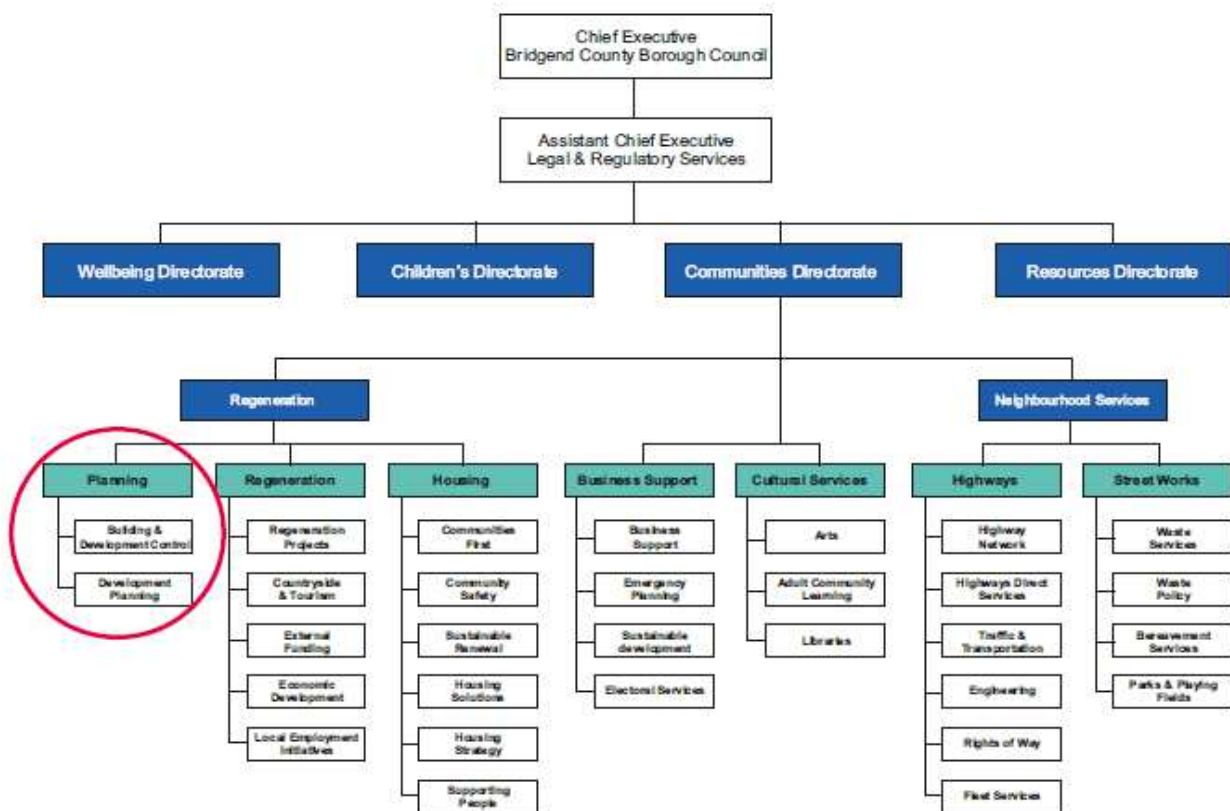 Chief Executive
Bridgend County Borough Council
Assistant Chief Executive
Legal & Regulatory Services
Wellbeing Directorate
Children's Directorate
Communities Directorate
Resources Directorate
Regeneration
Neighbourhood Services
Planning
Building &
Development Control
Development
Planning
Regeneration
Regeneration
Projects
Countryside
& Tourism
External
Funding
Economic
Development
Local Employment
Initiatives
Housing
Communities
First
Community
Safety
Sustainable
Renewal
Housing
Solutions
Housing
Strategy
Supporting
People
Business Support
Business
Support
Emergency
Planning
Sustainable
development
Electoral Services
Cultural Services
Arts
Adult Community
Learning
Libraries
Highways
Highway
Network
Highways Direct
Services
Traffic &
Transportation
Engineering
Rights of Way
Fleet Services
Street Works
Waste
Services
Waste
Policy
Bereavement
Services
Parks & Playing
Fields